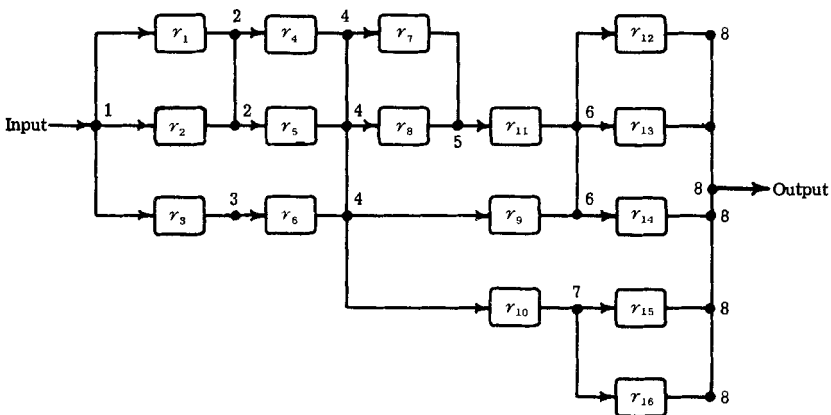 2 4 8
r₁ r₄ r₇ r₁₂
Input 1 2 4 6
r₂ r₅ r₈ 5 r₁₁ r₁₃
3 4 6 8 Output
r₃ r₆ r₉ r₁₄ 8
7 8
r₁₀ r₁₅
r₁₆ 8